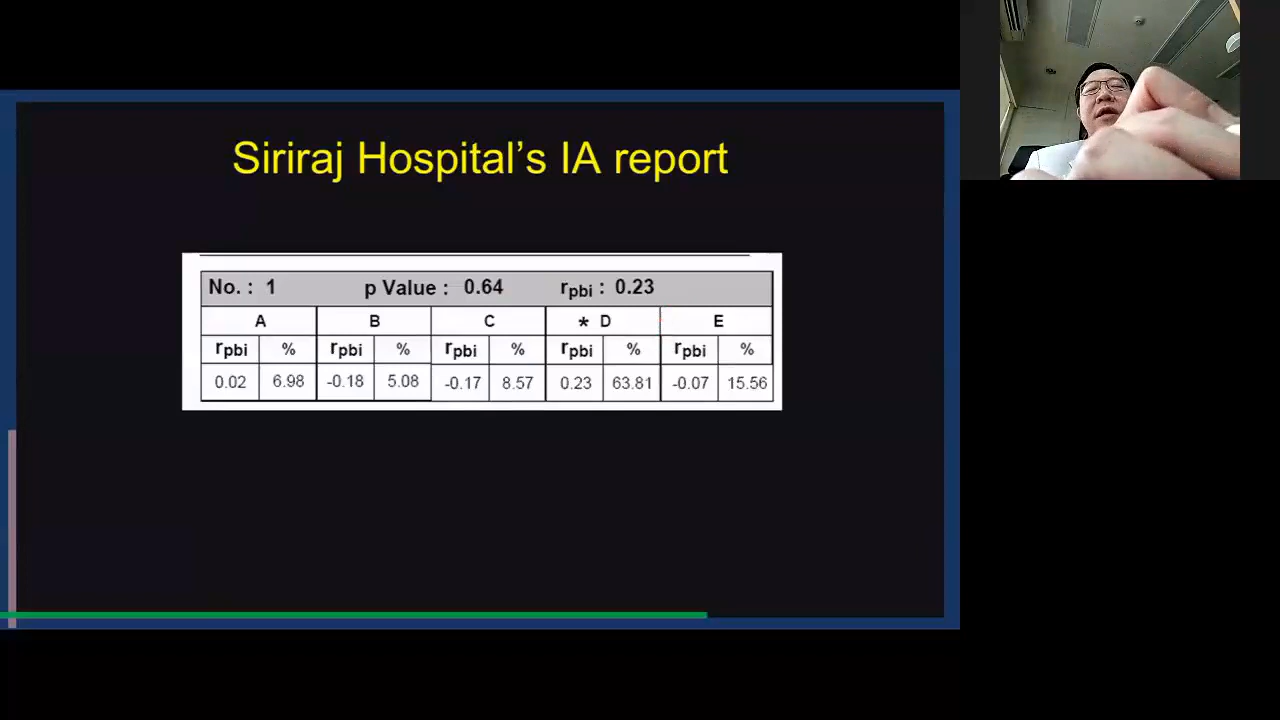 Siriraj Hospital's IA report
No. : 1 p Value : 0.64 rpbi : 0.23
A B C * D E
rpbi % rpbi % rpbi % rpbi % rpbi %
0.02 6.98 -0.18 5.08 -0.17 8.57 0.23 63.81 -0.07 15.56